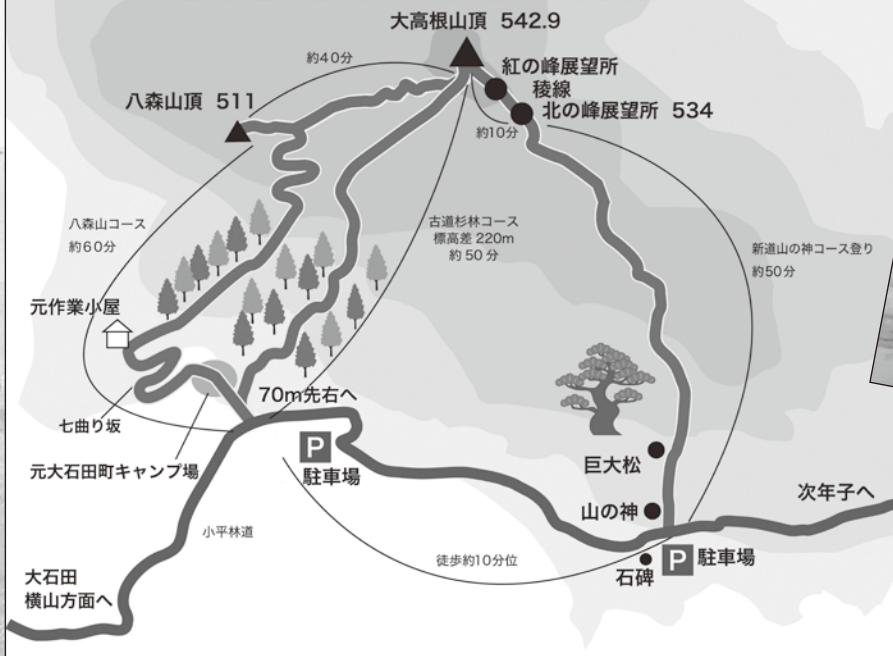 大高根山頂 542.9
約40分
紅の峰展望所
稜線
八森山頂 511
北の峰展望所 534
約10分
八森山コース
約60分
古道杉林コース
標高差 220m
約50分
新道山の神コース登り
約50分
元作業小屋
70m先右へ
七曲り坂
P
駐車場
巨大松
元大石田町キャンプ場
次年子へ
山の神
小平林道
徒歩約10分位
P 駐車場
石碑
大石田
横山方面へ